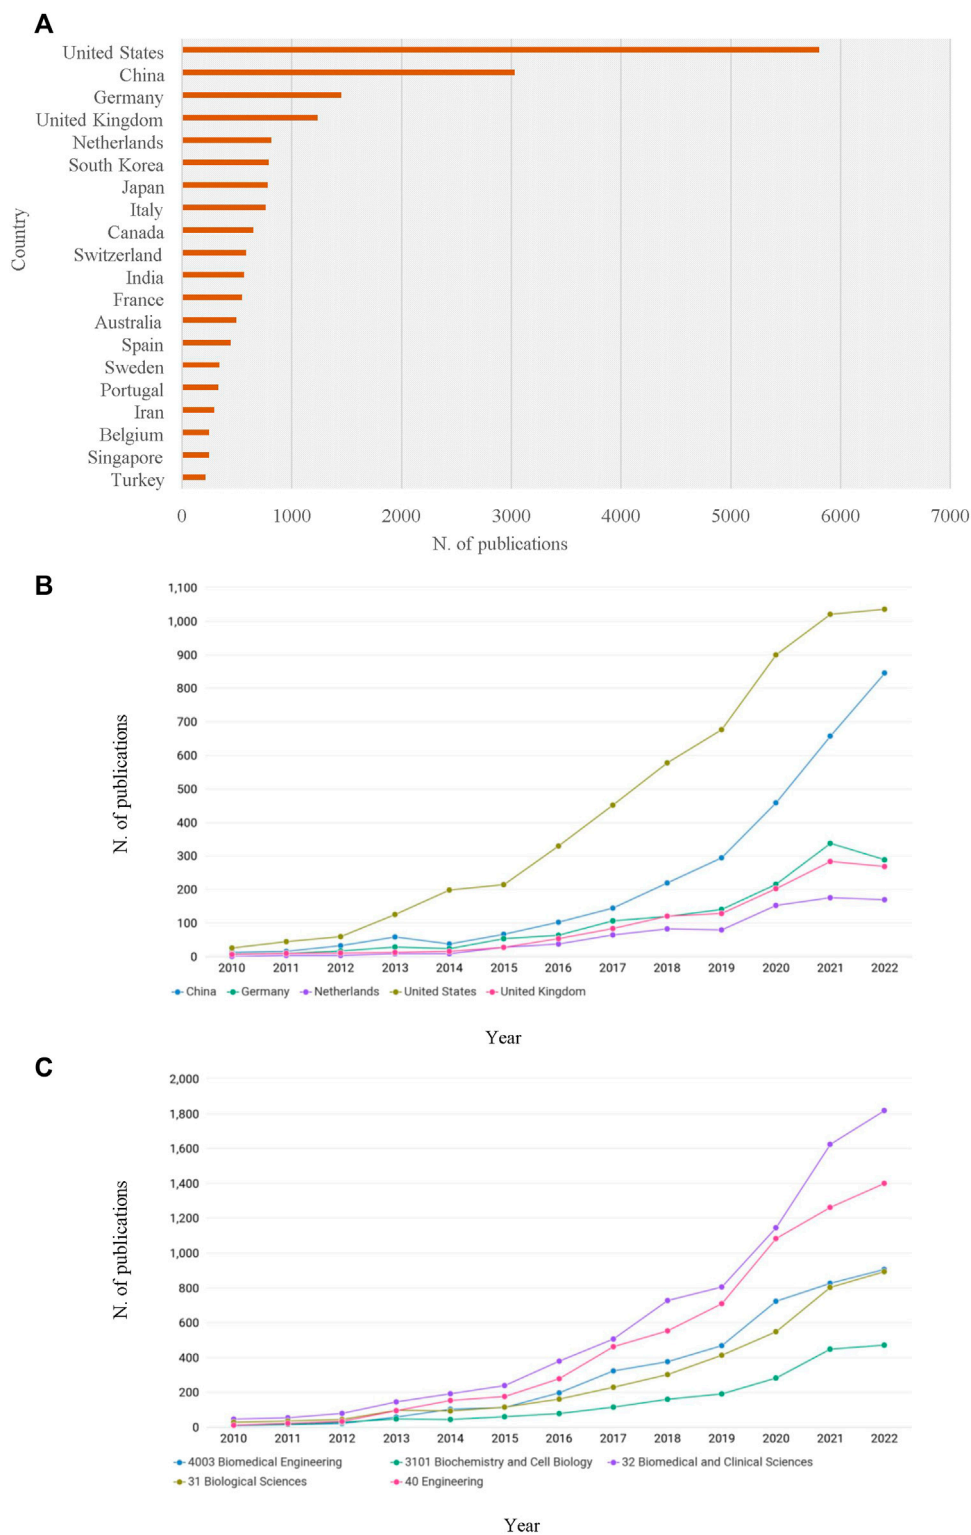 A
United States
China
Germany
United Kingdom
Netherlands
South Korea
Japan
Italy
Canada
Switzerland
India
France
Australia
Spain
Sweden
Portugal
Iran
Belgium
Singapore
Turkey
Country
0 1000 2000 3000 4000 5000 6000 7000
N. of publications
B
1,100
1,000
900
800
700
600
500
400
300
200
100
0
N. of publications
2010 2011 2012 2013 2014 2015 2016 2017 2018 2019 2020 2021 2022
China Germany Netherlands United States United Kingdom
Year
C
2,000
1,800
1,600
1,400
1,200
1,000
800
600
400
200
0
N. of publications
2010 2011 2012 2013 2014 2015 2016 2017 2018 2019 2020 2021 2022
4003 Biomedical Engineering 3101 Biochemistry and Cell Biology 32 Biomedical and Clinical Sciences
31 Biological Sciences 40 Engineering
Year